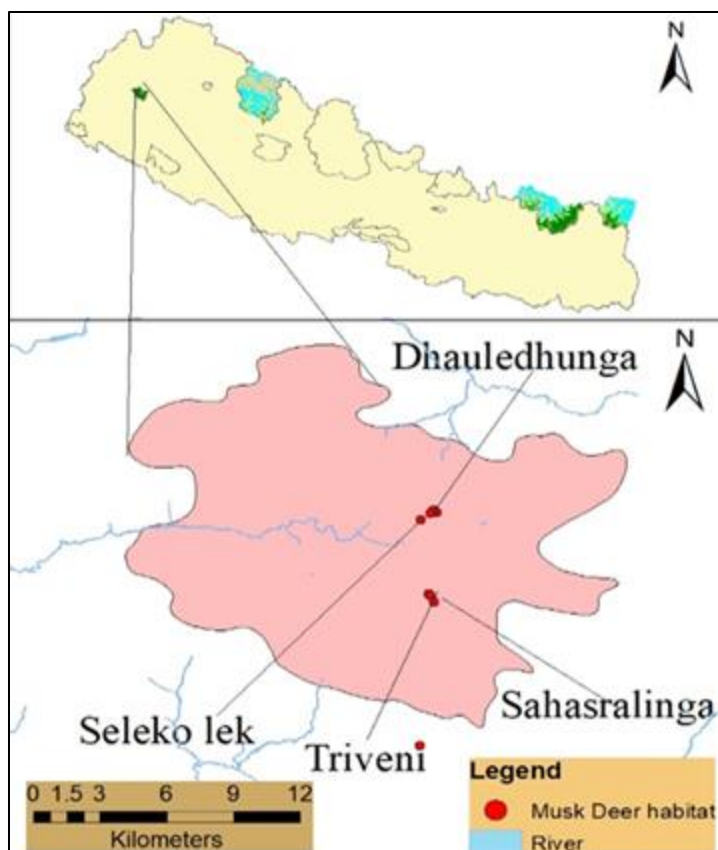 N
N
Dhauledhunga
Sahasralinga
Seleko lek
Triveni
0 1.5 3 6 9 12
Kilometers
Legend
Musk Deer habitat
River